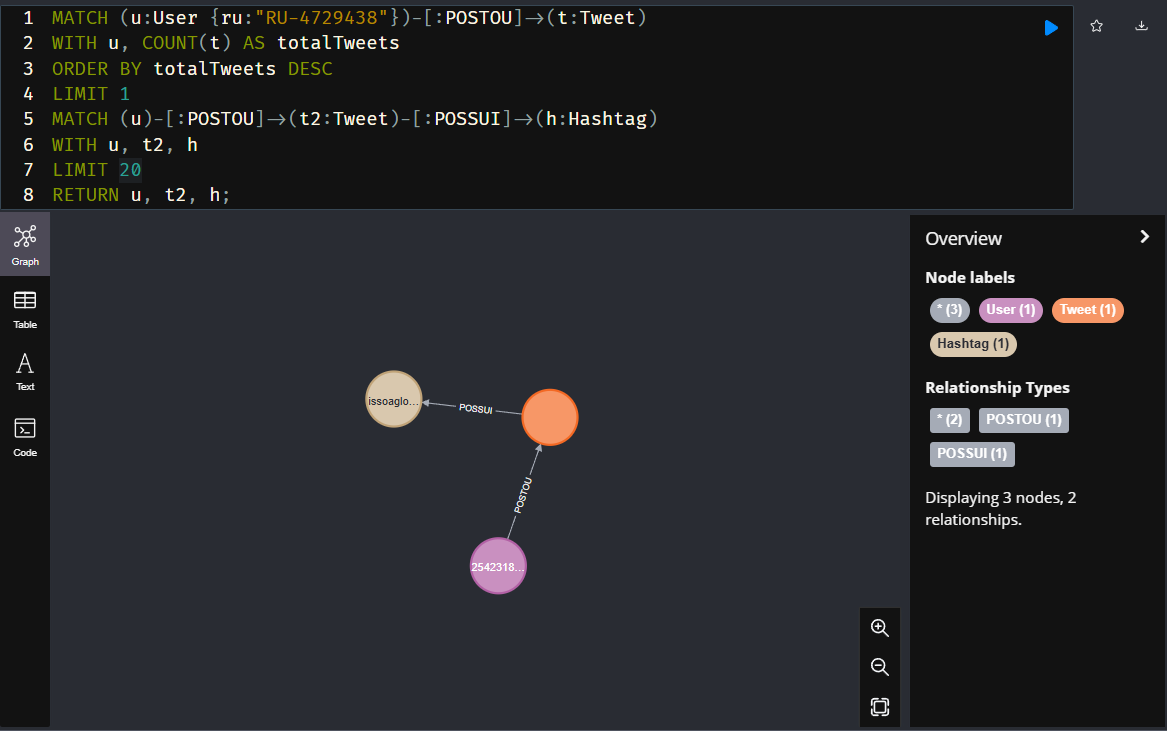 1 MATCH (u:User {ru:"RU-4729438"})-[:POSTOU]->(t:Tweet)
2 WITH u, COUNT(t) AS totalTweets
3 ORDER BY totalTweets DESC
4 LIMIT 1
5 MATCH (u)-[:POSTOU]->(t2:Tweet)-[:POSSUI]->(h:Hashtag)
6 WITH u, t2, h
7 LIMIT 20
8 RETURN u, t2, h;
Graph
Table
Text
Code
issoaglo...
POSSUI
POSTOU
2542318...
Overview
Node labels
* (3) User (1) Tweet (1)
Hashtag (1)
Relationship Types
* (2) POSTOU (1)
POSSUI (1)
Displaying 3 nodes, 2
relationships.